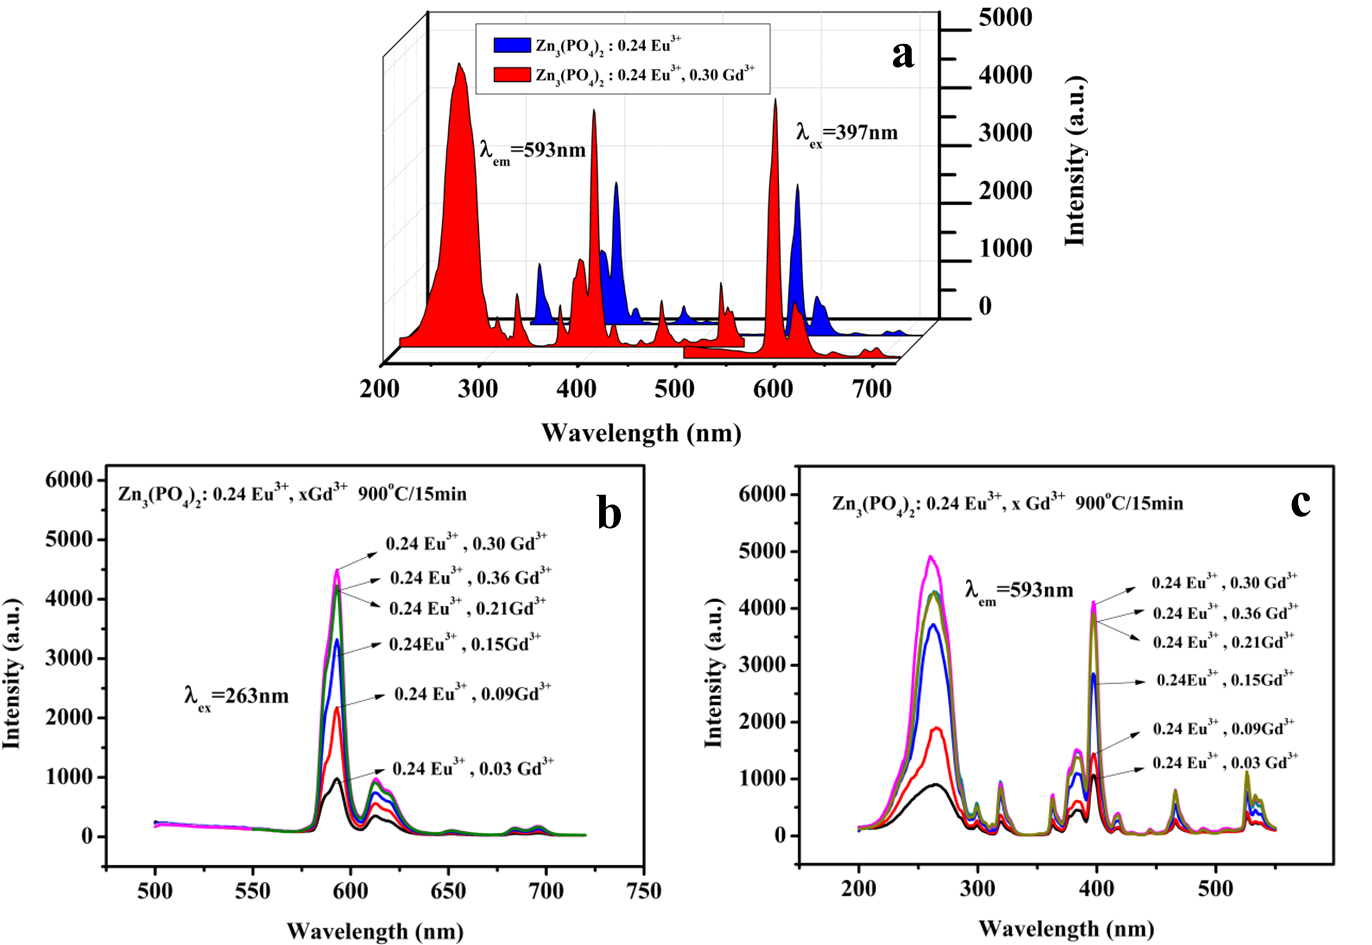 a
Zn₃(PO₄)₂ : 0.24 Eu³⁺
Zn₃(PO₄)₂ : 0.24 Eu³⁺, 0.30 Gd³⁺
λem=593nm
λex=397nm
5000
4000
3000
2000
1000
0
Intensity (a.u.)
200 300 400 500 600 700
Wavelength (nm)
b
Zn₃(PO₄)₂: 0.24 Eu³⁺, xGd³⁺ 900°C/15min
6000
5000
4000
3000
2000
1000
0
Intensity (a.u.)
0.24 Eu³⁺ , 0.30 Gd³⁺
0.24 Eu³⁺ , 0.36 Gd³⁺
0.24 Eu³⁺ , 0.21Gd³⁺
0.24Eu³⁺ , 0.15Gd³⁺
0.24 Eu³⁺ , 0.09Gd³⁺
0.24 Eu³⁺ , 0.03 Gd³⁺
λex=263nm
500 550 600 650 700 750
Wavelength (nm)
c
Zn₃(PO₄)₂: 0.24 Eu³⁺, x Gd³⁺ 900°C/15min
6000
5000
4000
3000
2000
1000
0
Intensity (a.u.)
λem=593nm
0.24 Eu³⁺ , 0.30 Gd³⁺
0.24 Eu³⁺ , 0.36 Gd³⁺
0.24 Eu³⁺ , 0.21Gd³⁺
0.24Eu³⁺ , 0.15Gd³⁺
0.24 Eu³⁺ , 0.09Gd³⁺
0.24 Eu³⁺ , 0.03 Gd³⁺
200 300 400 500
Wavelength (nm)